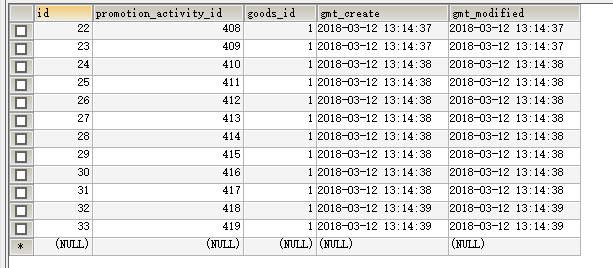 id promotion_activity_id goods_id gmt_create gmt_modified
22 408 1 2018-03-12 13:14:37 2018-03-12 13:14:37
23 409 1 2018-03-12 13:14:37 2018-03-12 13:14:37
24 410 1 2018-03-12 13:14:38 2018-03-12 13:14:38
25 411 1 2018-03-12 13:14:38 2018-03-12 13:14:38
26 412 1 2018-03-12 13:14:38 2018-03-12 13:14:38
27 413 1 2018-03-12 13:14:38 2018-03-12 13:14:38
28 414 1 2018-03-12 13:14:38 2018-03-12 13:14:38
29 415 1 2018-03-12 13:14:38 2018-03-12 13:14:38
30 416 1 2018-03-12 13:14:38 2018-03-12 13:14:38
31 417 1 2018-03-12 13:14:38 2018-03-12 13:14:38
32 418 1 2018-03-12 13:14:39 2018-03-12 13:14:39
33 419 1 2018-03-12 13:14:39 2018-03-12 13:14:39
* (NULL) (NULL) (NULL) (NULL) (NULL)